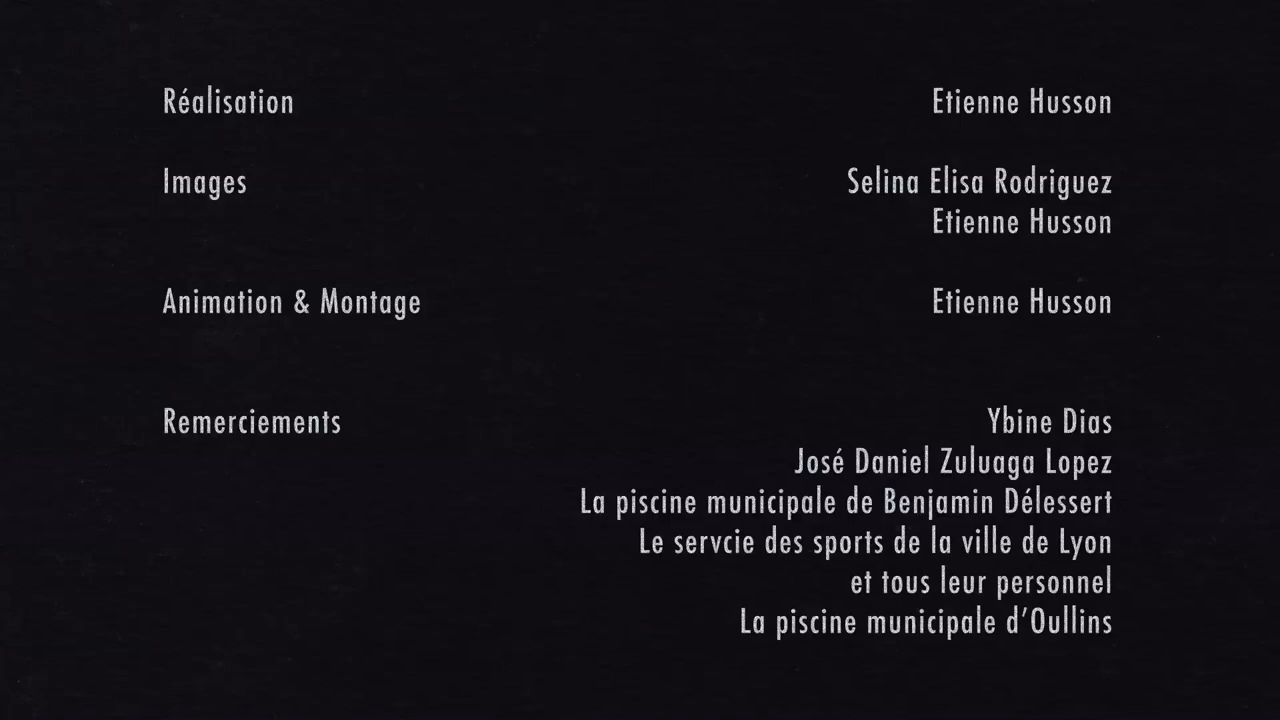 Réalisation Etienne Husson
Images Selina Elisa Rodriguez
Etienne Husson
Animation & Montage Etienne Husson
Remerciements Ybine Dias
José Daniel Zuluaga Lopez
La piscine municipale de Benjamin Délessert
Le servcie des sports de la ville de Lyon
et tous leur personnel
La piscine municipale d’Oullins